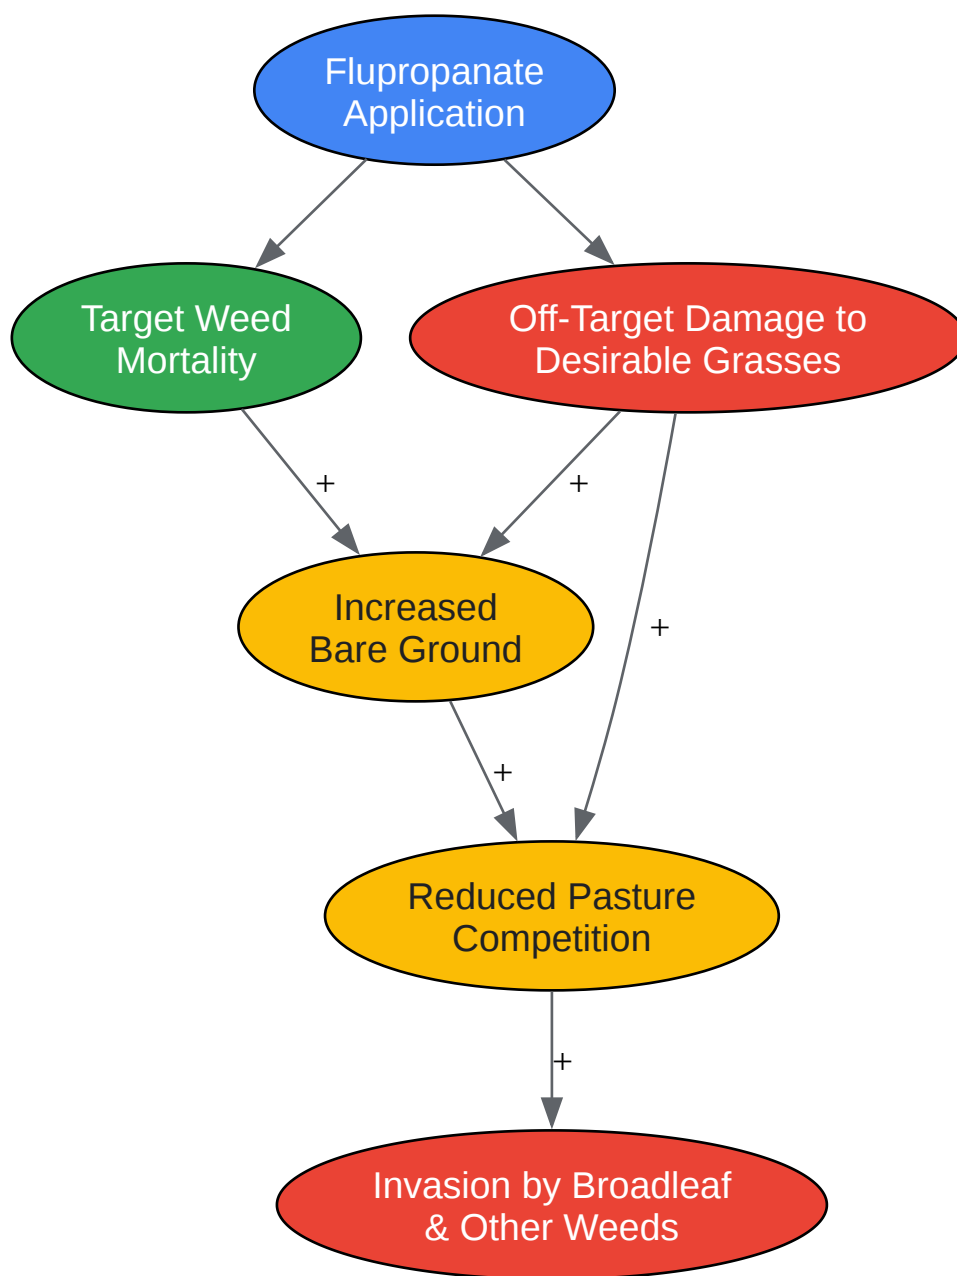 Flupropanate
Application
Target Weed
Mortality
Off-Target Damage to
Desirable Grasses
+
+
Increased
Bare Ground
+
+
Reduced Pasture
Competition
+
Invasion by Broadleaf
& Other Weeds